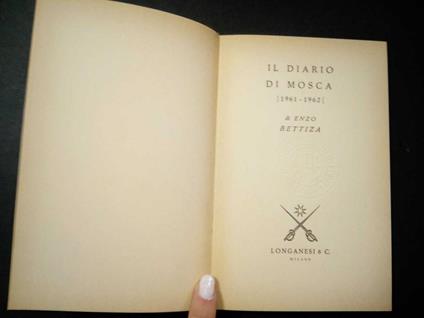 IL DIARIO
DI MOSCA
[1961-1962]
di ENZO
BETTIZA
LONGANESI & C.
MILANO